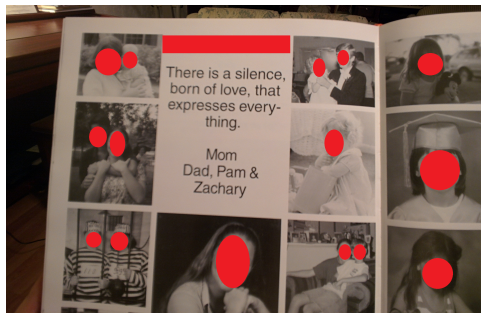 There is a silence,
born of love, that
expresses every-
thing.
Mom
Dad, Pam &
Zachary